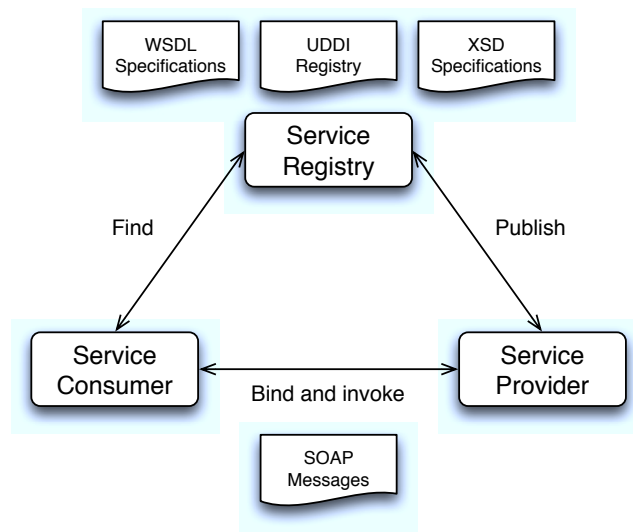 WSDL
Specifications
UDDI
Registry
XSD
Specifications
Service
Registry
Find
Publish
Service
Consumer
Service
Provider
Bind and invoke
SOAP
Messages